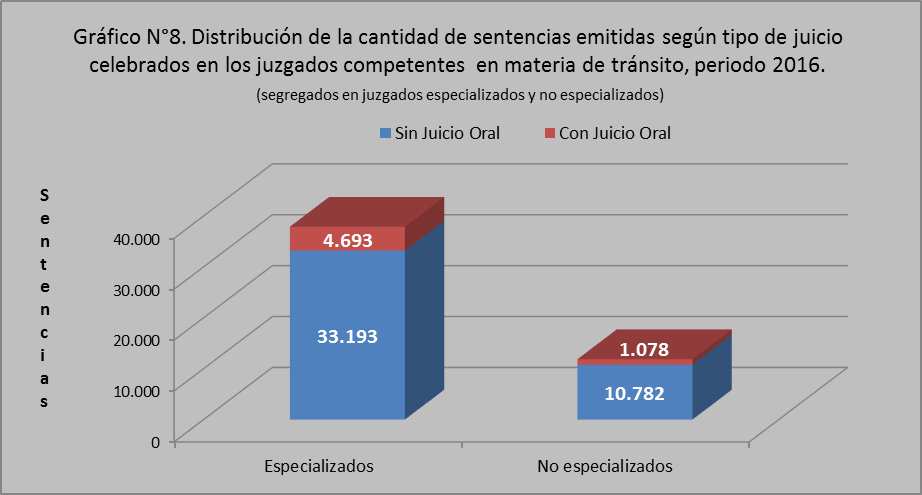 Gráfico N°8. Distribución de la cantidad de sentencias emitidas según tipo de juicio
celebrados en los juzgados competentes  en materia de tránsito, periodo 2016.
(segregados en juzgados especializados y no especializados)
Sin Juicio Oral
Con Juicio Oral
Sentencias
40.000
30.000
20.000
10.000
0
4.693
33.193
1.078
10.782
Especializados
No especializados